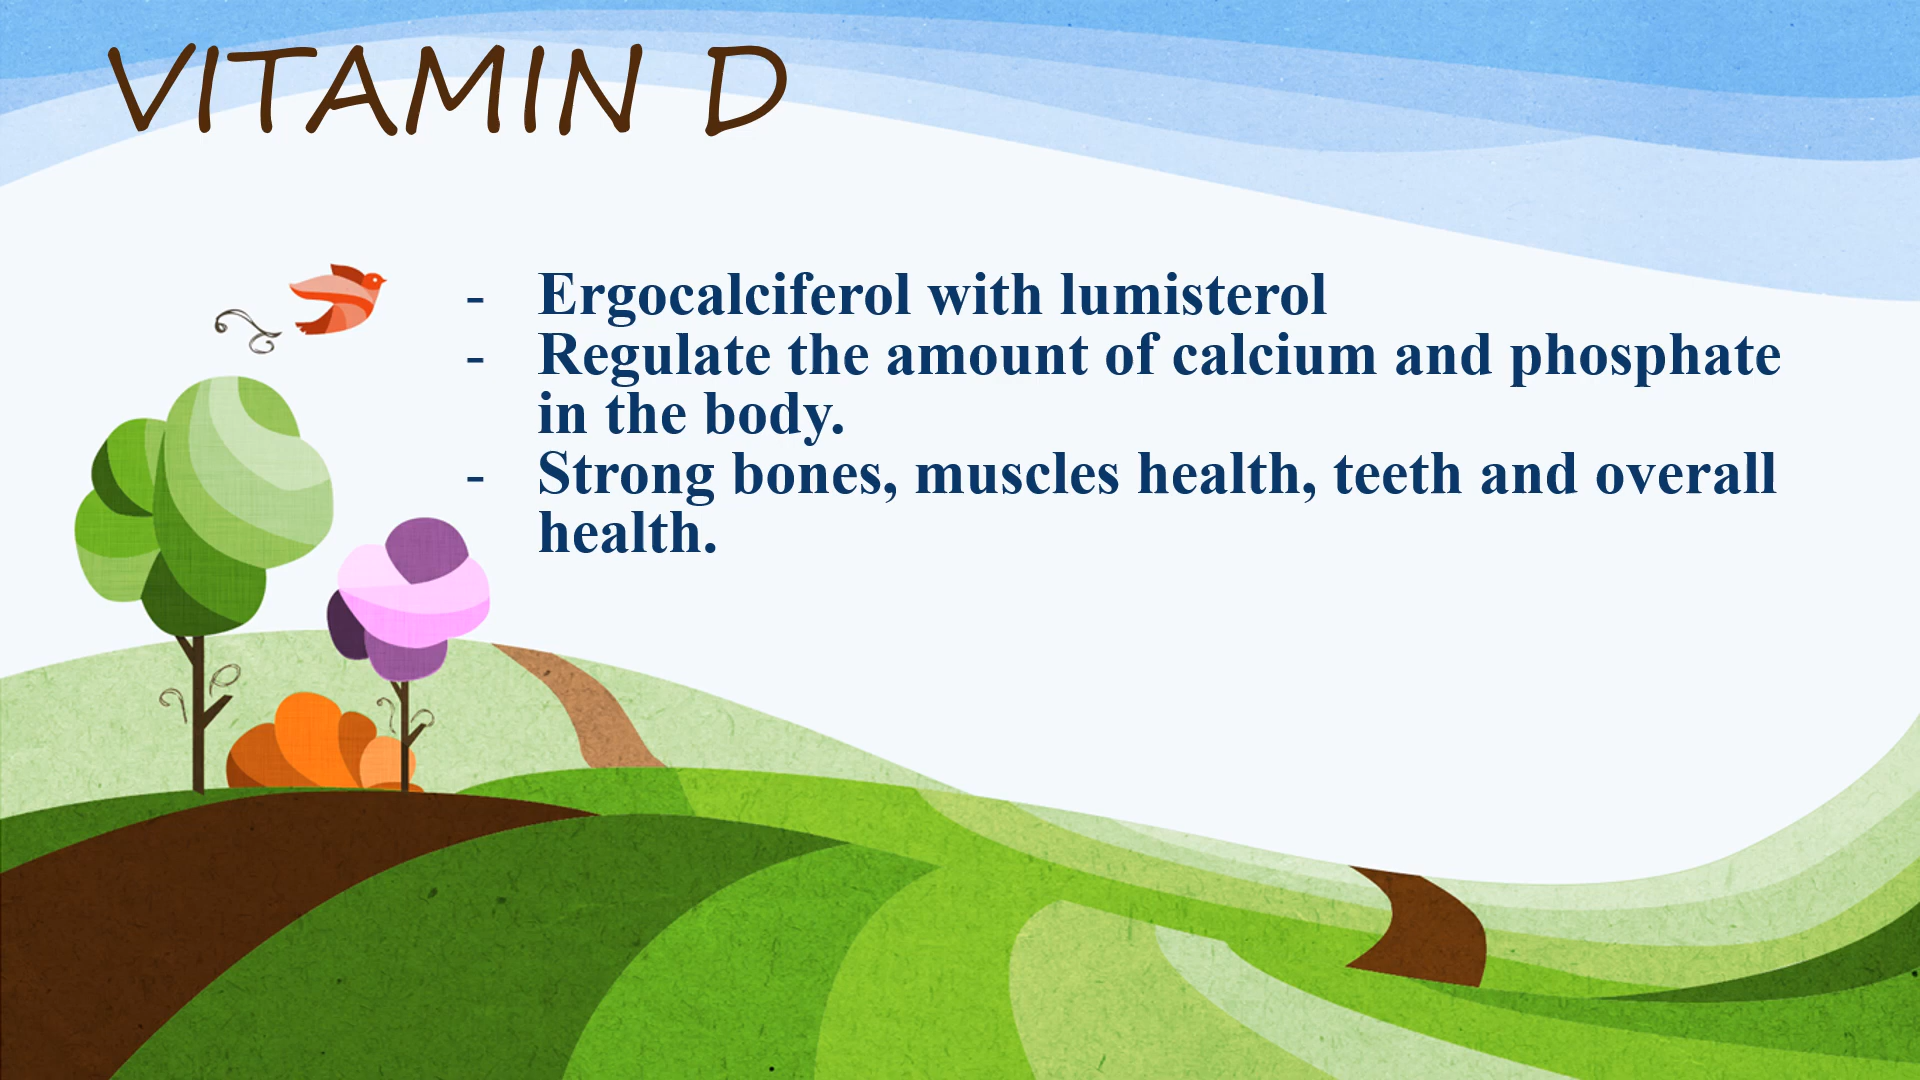 VITAMIN D
- Ergocalciferol with lumisterol
- Regulate the amount of calcium and phosphate
in the body.
- Strong bones, muscles health, teeth and overall
health.